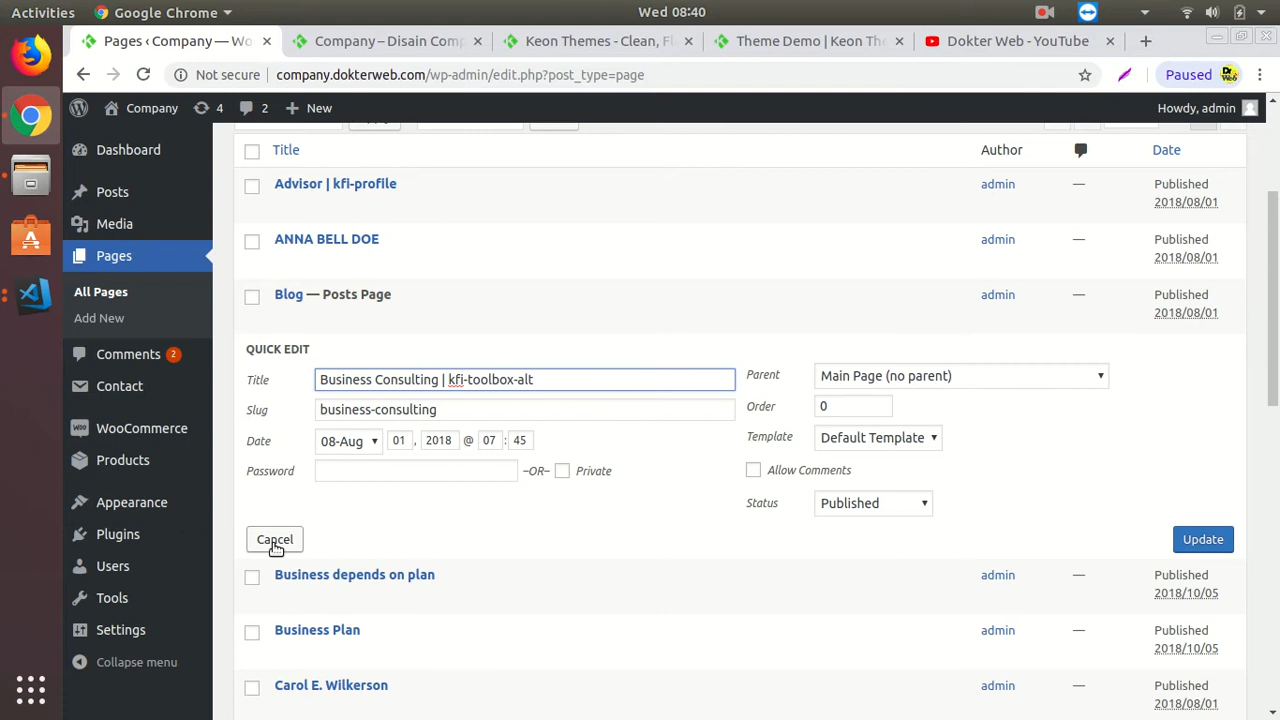 Activities Google Chrome Wed 08:40
Pages ‹ Company — Wo Company – Disain Comp Keon Themes - Clean, Fl Theme Demo | Keon The Dokter Web - YouTube
Not secure company.dokterweb.com/wp-admin/edit.php?post_type=page Paused
Company 4 2 New Howdy, admin
Dashboard
Posts
Media
Pages
All Pages
Add New
Comments 2
Contact
WooCommerce
Products
Appearance
Plugins
Users
Tools
Settings
Collapse menu
Title Author Date
Advisor | kfi-profile admin — Published
2018/08/01
ANNA BELL DOE admin — Published
2018/08/01
Blog — Posts Page admin — Published
2018/08/01
QUICK EDIT
Title Business Consulting | kfi-toolbox-alt
Slug business-consulting
Date 08-Aug 01 , 2018 @ 07 : 45
Password –OR– Private
Parent Main Page (no parent)
Order 0
Template Default Template
Allow Comments
Status Published
Cancel Update
Business depends on plan admin — Published
2018/10/05
Business Plan admin — Published
2018/10/05
Carol E. Wilkerson admin — Published
2018/08/01